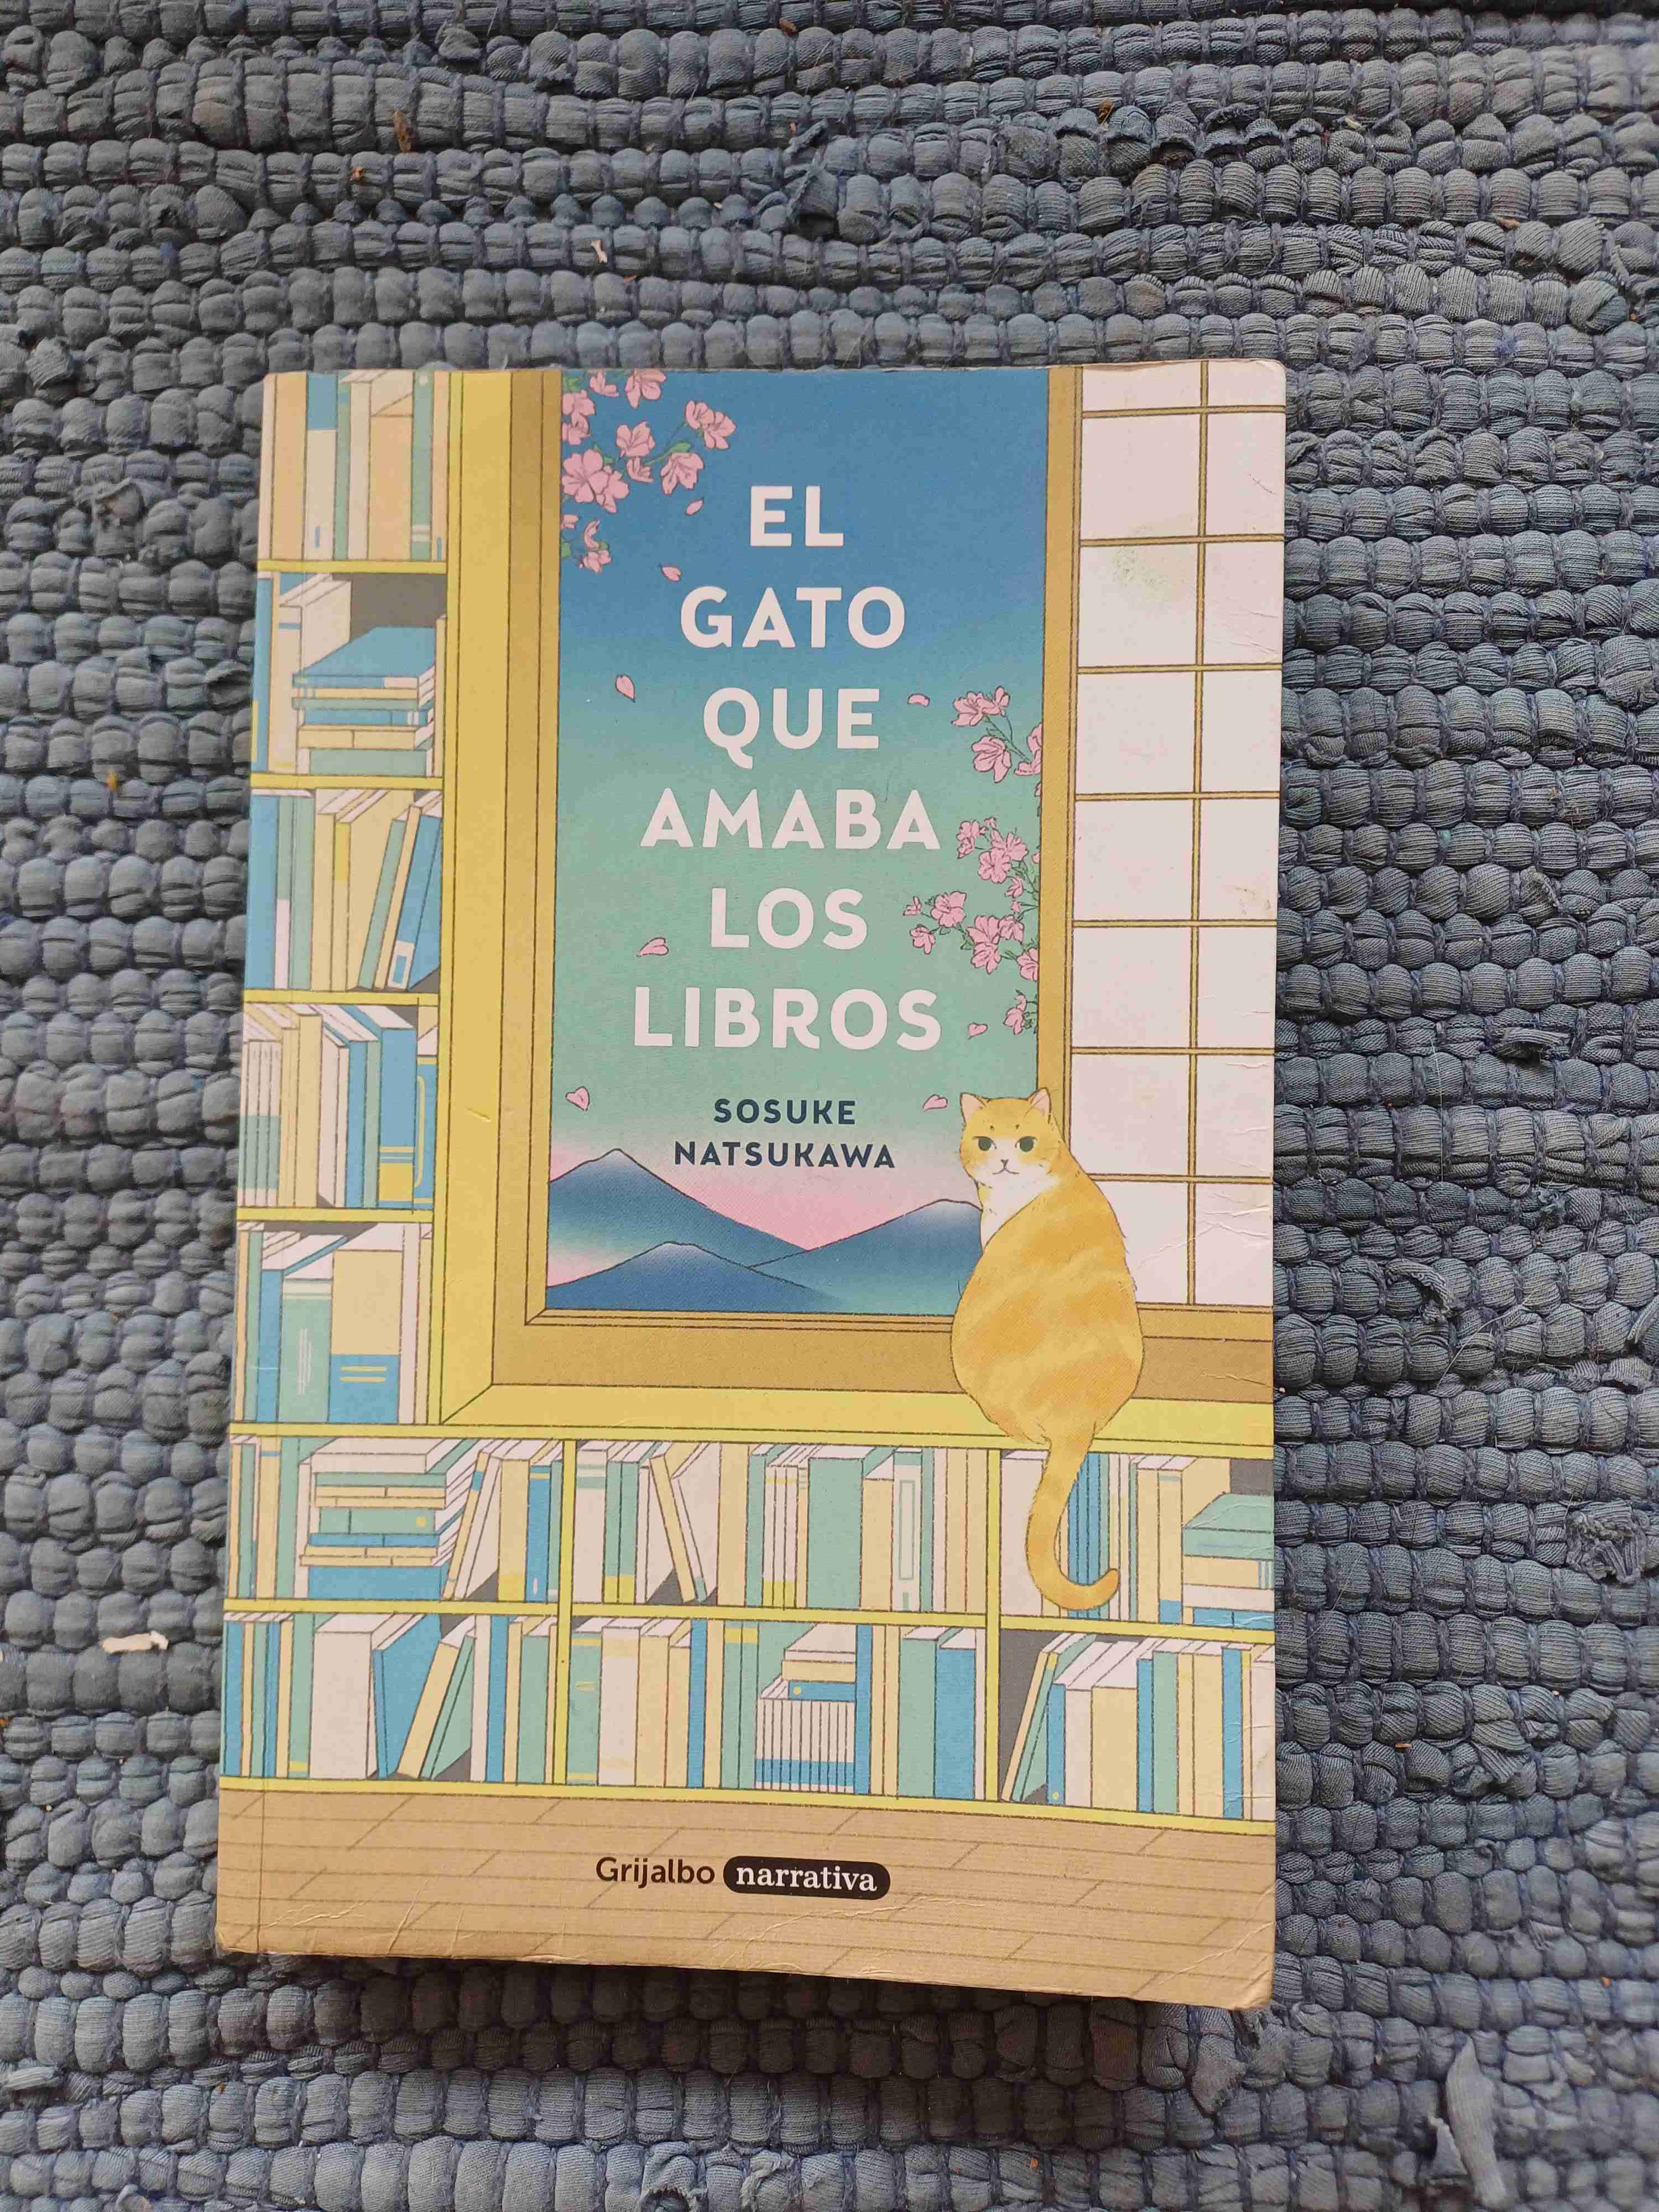 EL
GATO
QUE
AMABA
LOS
LIBROS
SOSUKE
NATSUKAWA
Grijalbo narrativa